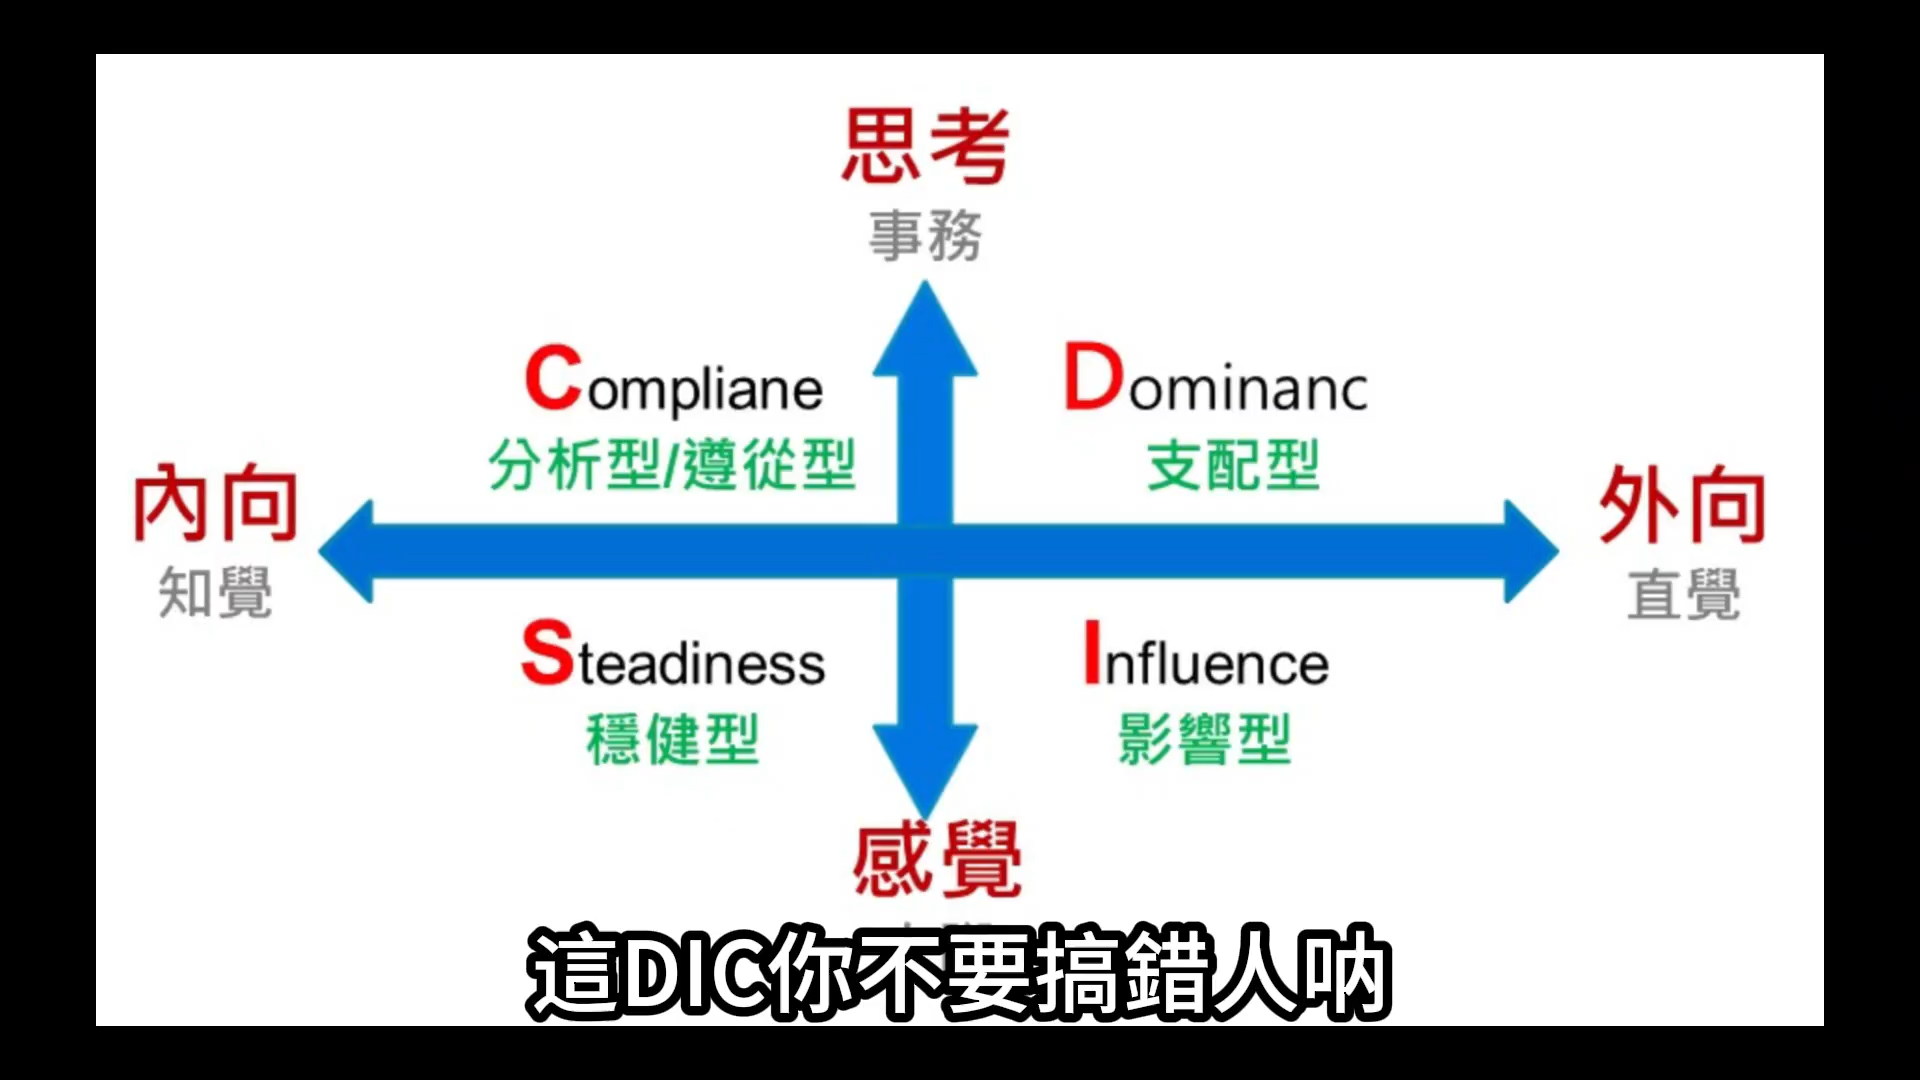 思考
事務
Compliane
Dominanc
分析型/遵從型
支配型
內向
外向
知覺
直覺
Steadiness
Influence
穩健型
影響型
感覺
這DIC你不要搞錯人吶